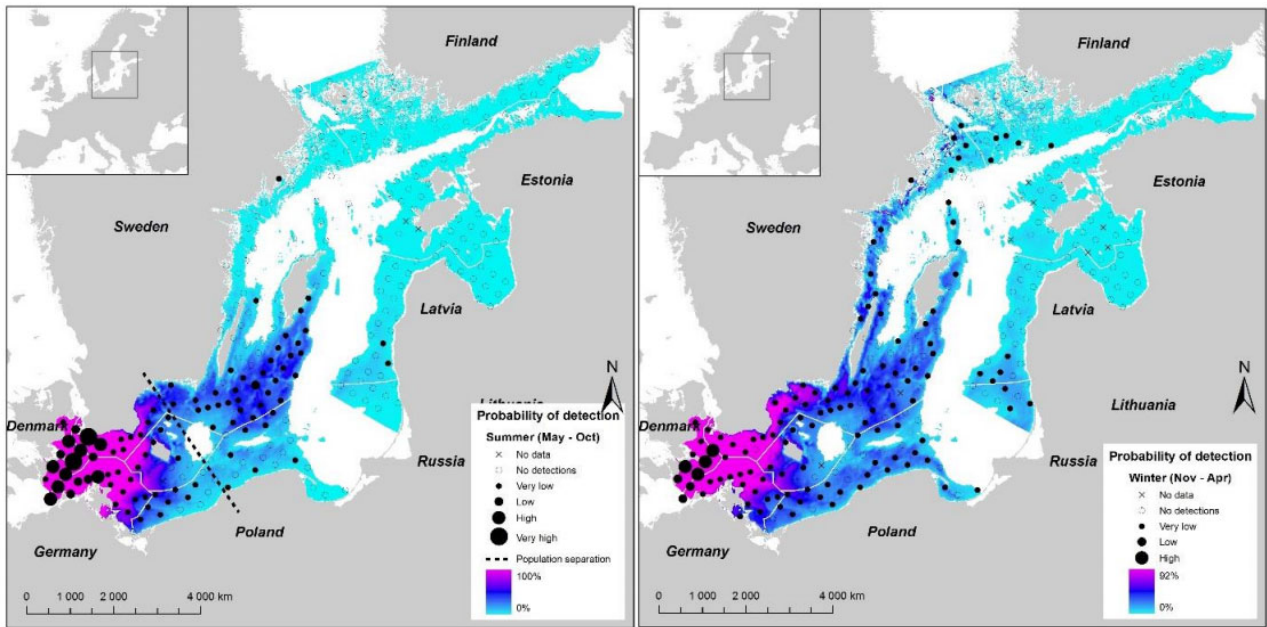 Finland
Sweden
Estonia
Latvia
Lithuania
Denmark
Russia
Poland
Germany
N
Probability of detection
Summer (May - Oct)
No data
No detections
Very low
Low
High
Very high
Population separation
100%
0%
0 1 000 2 000 4 000 km
Finland
Sweden
Estonia
Latvia
Lithuania
Denmark
Russia
Poland
Germany
N
Probability of detection
Winter (Nov - Apr)
No data
No detections
Very low
Low
High
92%
0%
0 1 000 2 000 4 000 km